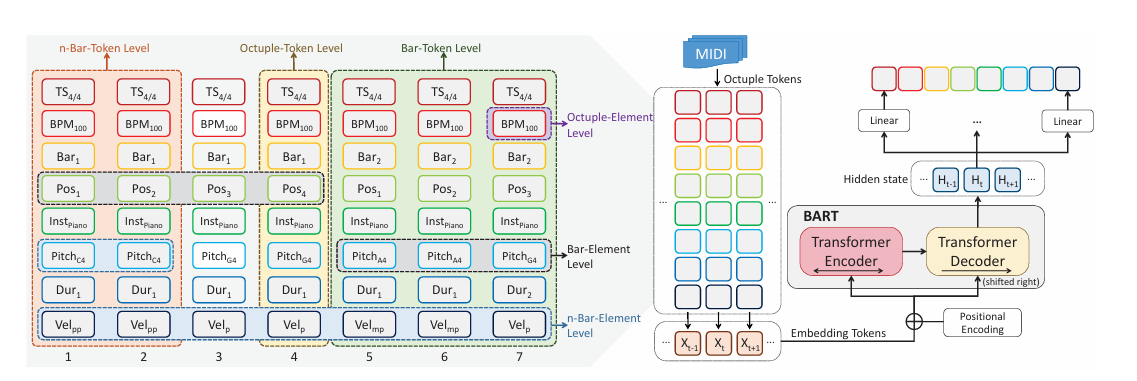 n-Bar-Token Level Octuple-Token Level Bar-Token Level
TS4/4 TS4/4 TS4/4 TS4/4 TS4/4 TS4/4 TS4/4
BPM100 BPM100 BPM100 BPM100 BPM100 BPM100 BPM100
Octuple-Element
Level
Bar1 Bar1 Bar1 Bar1 Bar2 Bar2 Bar2
Pos1 Pos2 Pos3 Pos4 Pos1 Pos2 Pos3
InstPiano InstPiano InstPiano InstPiano InstPiano InstPiano InstPiano
PitchC4 PitchC4 PitchG4 PitchG4 PitchA4 PitchA4 PitchG4
Bar-Element
Level
Dur1 Dur1 Dur1 Dur1 Dur1 Dur1 Dur2
Velpp Velpp Velp Velp Velmp Velmp Velp
n-Bar-Element
Level
1 2 3 4 5 6 7
MIDI
Octuple Tokens
... ...
... Xt-1 Xt Xt+1 ...
Embedding Tokens
Linear ... Linear
Hidden state ... Ht-1 Ht Ht+1 ...
BART
Transformer
Encoder
Transformer
Decoder
(shifted right)
Positional
Encoding